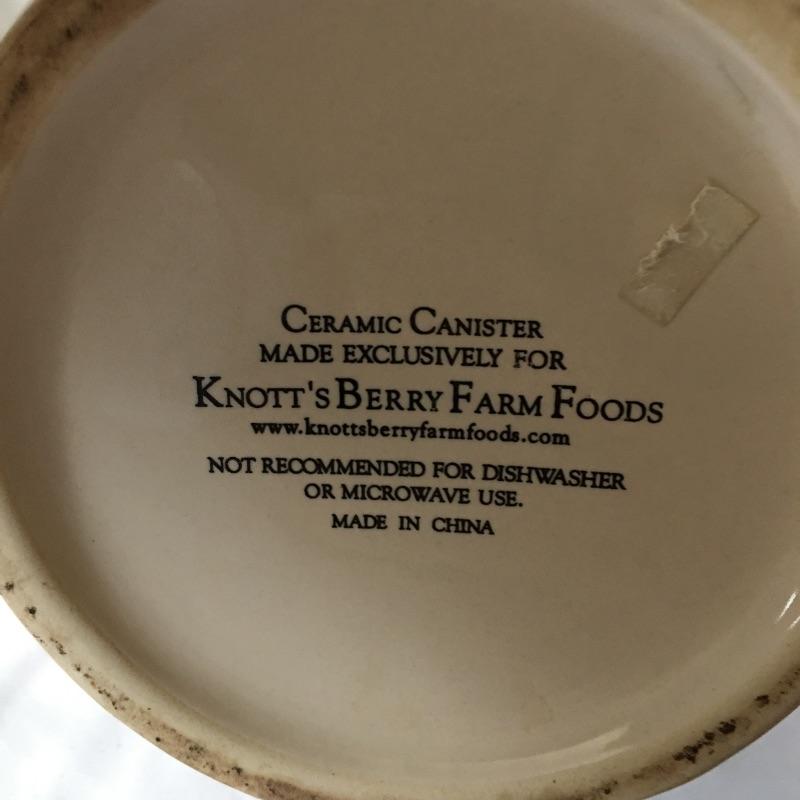 CERAMIC CANISTER
MADE EXCLUSIVELY FOR
KNOTT'S BERRY FARM FOODS
www.knottsberryfarmfoods.com
NOT RECOMMENDED FOR DISHWASHER
OR MICROWAVE USE.
MADE IN CHINA